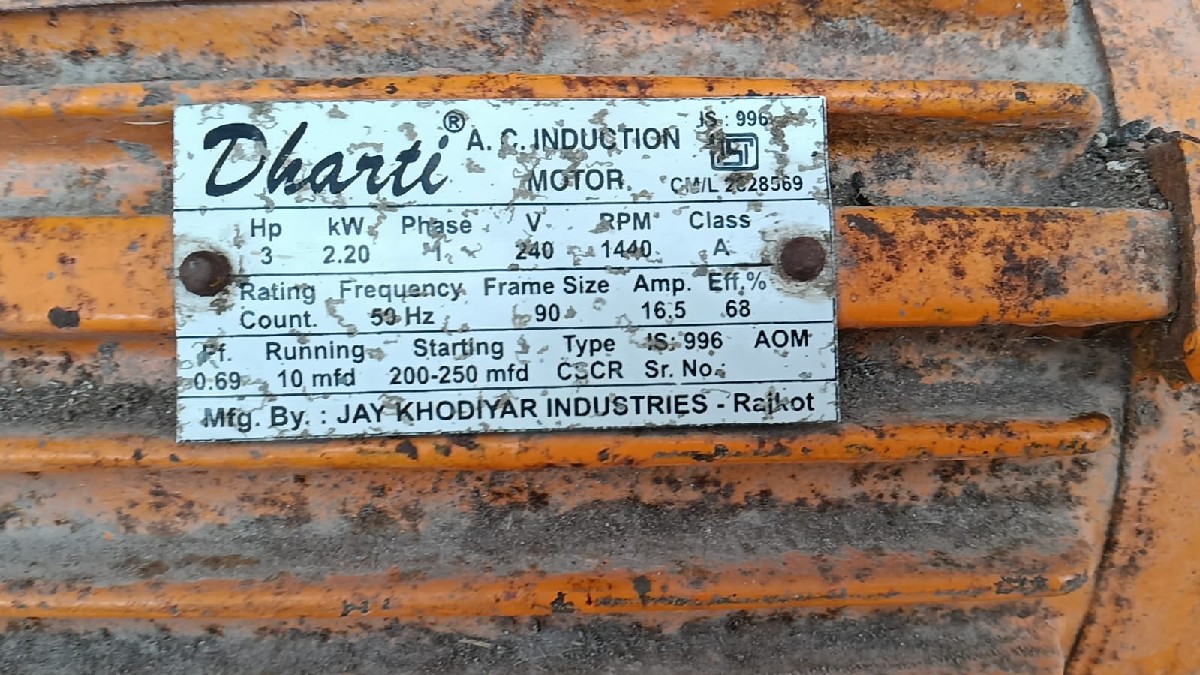 Dharti ® A. C. INDUCTION MOTOR
IS : 996
ISI
CM/L 2828569
Hp kW Phase V RPM Class
3 2.20 1 240 1440 A
Rating Frequency Frame Size Amp. Eff.%
Count. 50 Hz 90 16.5 68
Pf. Running Starting Type IS: 996 AOM
0.69 10 mfd 200-250 mfd CSCR Sr. No.
Mfg. By. : JAY KHODIYAR INDUSTRIES - Rajkot